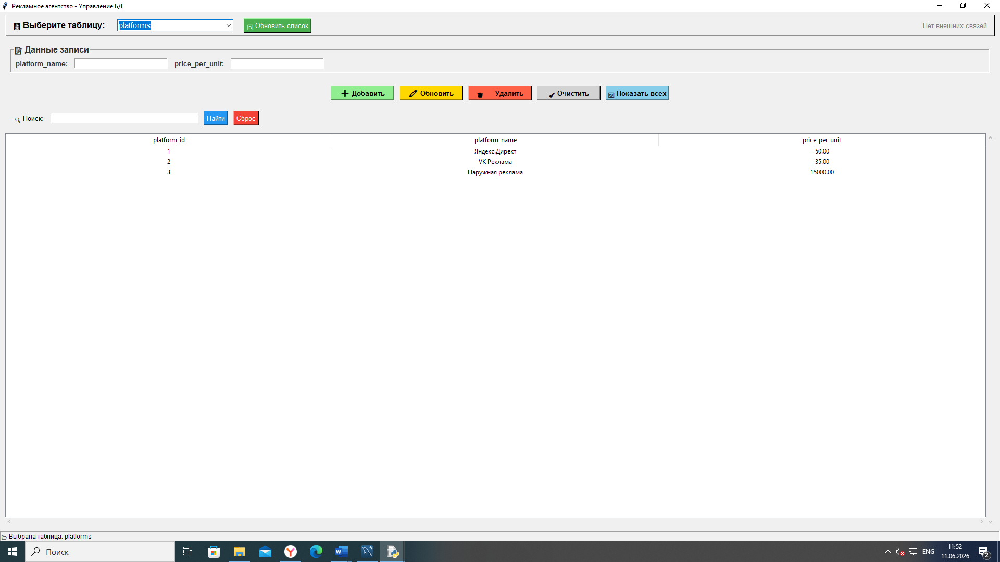 Рекламное агентство - Управление БД
Выберите таблицу: platforms Обновить список Нет внешних связей
Данные записи
platform_name: price_per_unit:
Добавить Обновить Удалить Очистить Показать всех
Поиск: Найти Сброс
platform_id platform_name price_per_unit
1 Яндекс.Директ 50.00
2 VK Реклама 35.00
3 Наружная реклама 15000.00
Выбрана таблица: platforms
Поиск ENG 11:52
11.06.2026 2